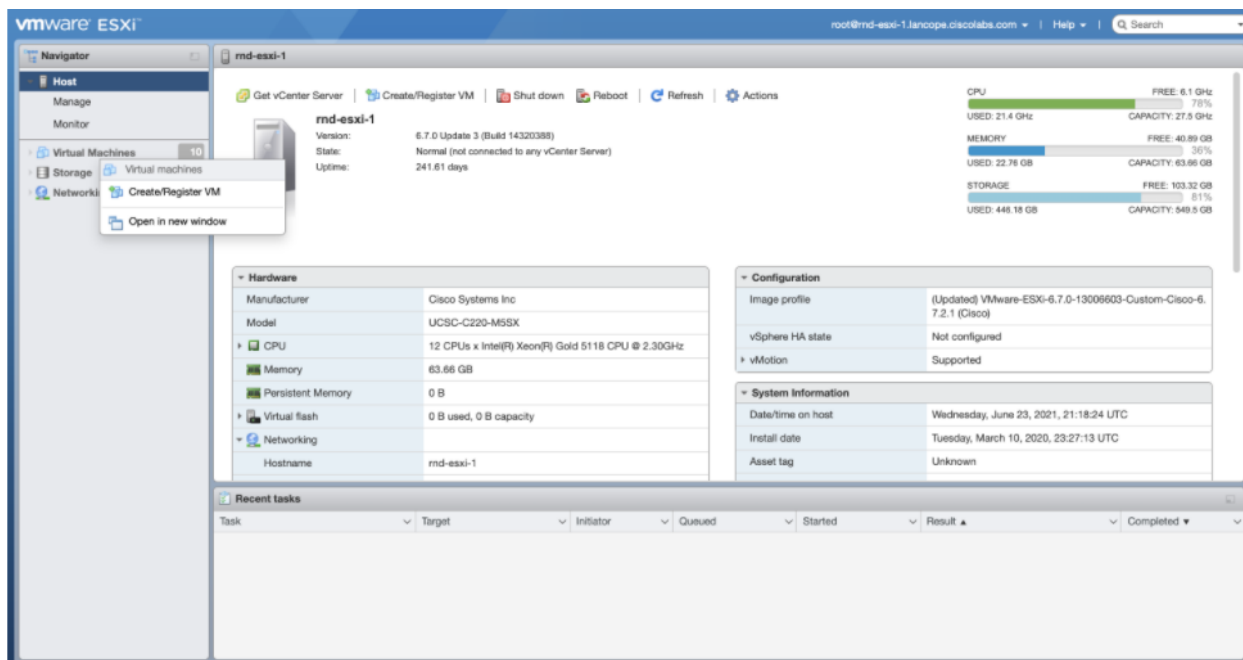 vmware ESXi™
root@rnd-esxi-1.lancope.ciscolabs.com | Help | Search
Navigator
Host
Manage
Monitor
Virtual Machines 10
Storage
Networki
Virtual machines
Create/Register VM
Open in new window
rnd-esxi-1
Get vCenter Server | Create/Register VM | Shut down Reboot | Refresh | Actions
rnd-esxi-1
Version: 6.7.0 Update 3 (Build 14320388)
State: Normal (not connected to any vCenter Server)
Uptime: 241.61 days
CPU FREE: 6.1 GHz
78%
USED: 21.4 GHz CAPACITY: 27.5 GHz
MEMORY FREE: 40.89 GB
36%
USED: 22.76 GB CAPACITY: 63.66 GB
STORAGE FREE: 103.32 GB
81%
USED: 446.18 GB CAPACITY: 549.5 GB
Hardware
Manufacturer Cisco Systems Inc
Model UCSC-C220-M5SX
CPU 12 CPUs x Intel(R) Xeon(R) Gold 5118 CPU @ 2.30GHz
Memory 63.66 GB
Persistent Memory 0 B
Virtual flash 0 B used, 0 B capacity
Networking
Hostname rnd-esxi-1
Configuration
Image profile (Updated) VMware-ESXi-6.7.0-13006603-Custom-Cisco-6.
7.2.1 (Cisco)
vSphere HA state Not configured
vMotion Supported
System Information
Date/time on host Wednesday, June 23, 2021, 21:18:24 UTC
Install date Tuesday, March 10, 2020, 23:27:13 UTC
Asset tag Unknown
Recent tasks
Task Target Initiator Queued Started Result ▲ Completed ▼